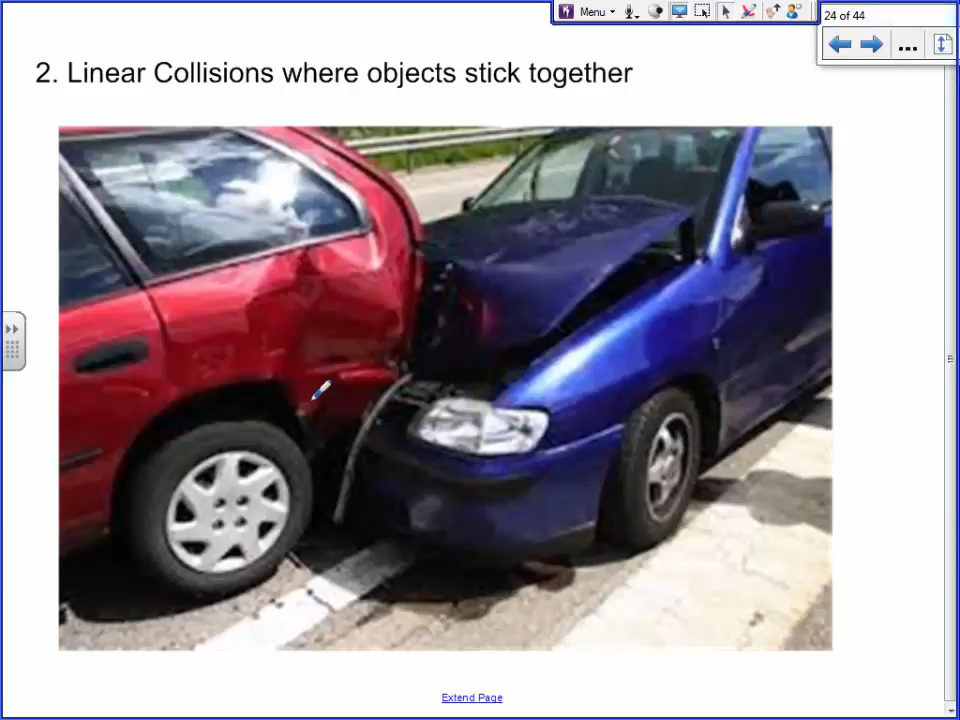 Menu
24 of 44
...
2. Linear Collisions where objects stick together
Extend Page